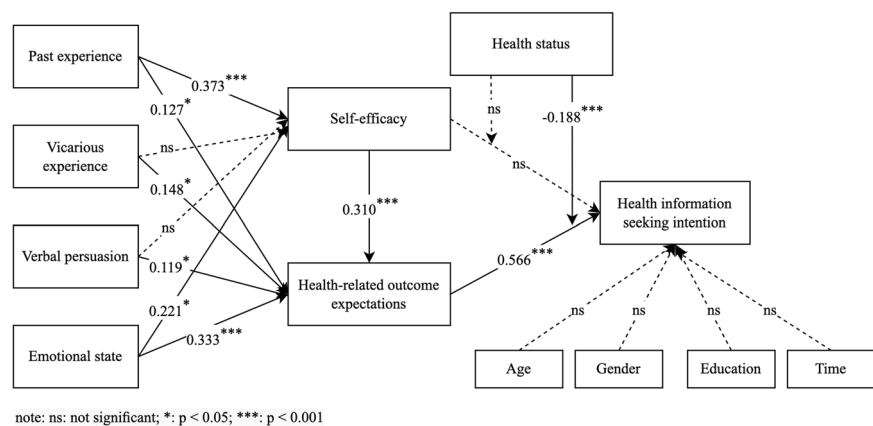 Past experience
Health status
0.373***
0.127*
ns
-0.188***
Self-efficacy
Vicarious
experience
ns
ns
0.148*
0.310***
Health information
seeking intention
ns
Verbal persuasion
0.119*
0.566***
Health-related outcome
expectations
0.221*
0.333***
ns
ns
ns
ns
Emotional state
Age
Gender
Education
Time
note: ns: not significant; *: p < 0.05; ***: p < 0.001